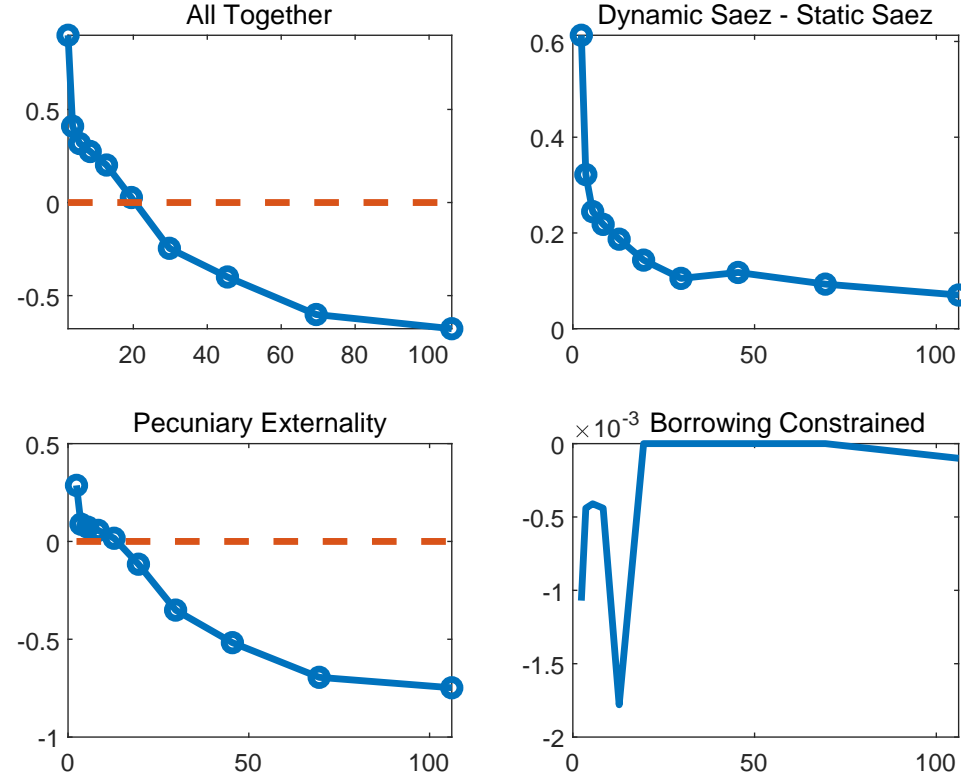 All Together
0.5
0
-0.5
20 40 60 80 100
Dynamic Saez - Static Saez
0.6
0.4
0.2
0
0 50 100
Pecuniary Externality
0.5
0
-0.5
-1
0 50 100
×10^-3 Borrowing Constrained
0
-0.5
-1
-1.5
-2
0 50 100